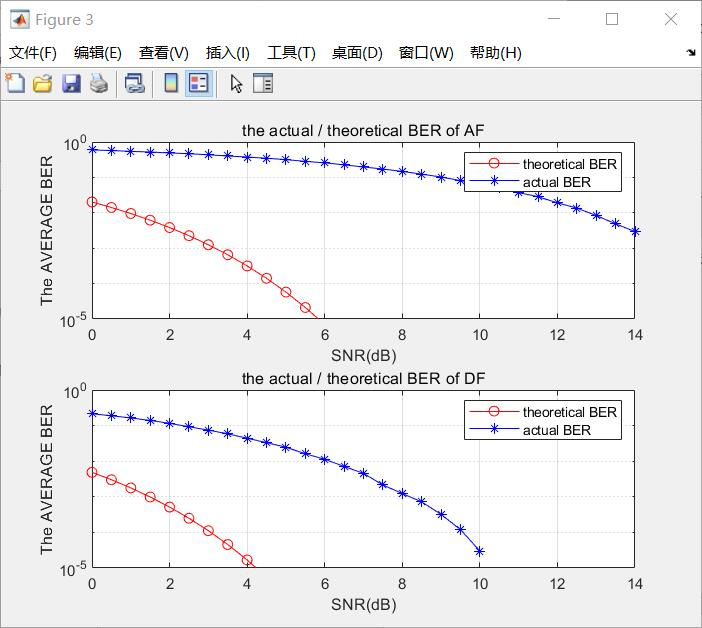 Figure 3
文件(F) 编辑(E) 查看(V) 插入(I) 工具(T) 桌面(D) 窗口(W) 帮助(H)
the actual / theoretical BER of AF
10^0
theoretical BER
actual BER
The AVERAGE BER
10^-5
0 2 4 6 8 10 12 14
SNR(dB)
the actual / theoretical BER of DF
10^0
theoretical BER
actual BER
The AVERAGE BER
10^-5
0 2 4 6 8 10 12 14
SNR(dB)